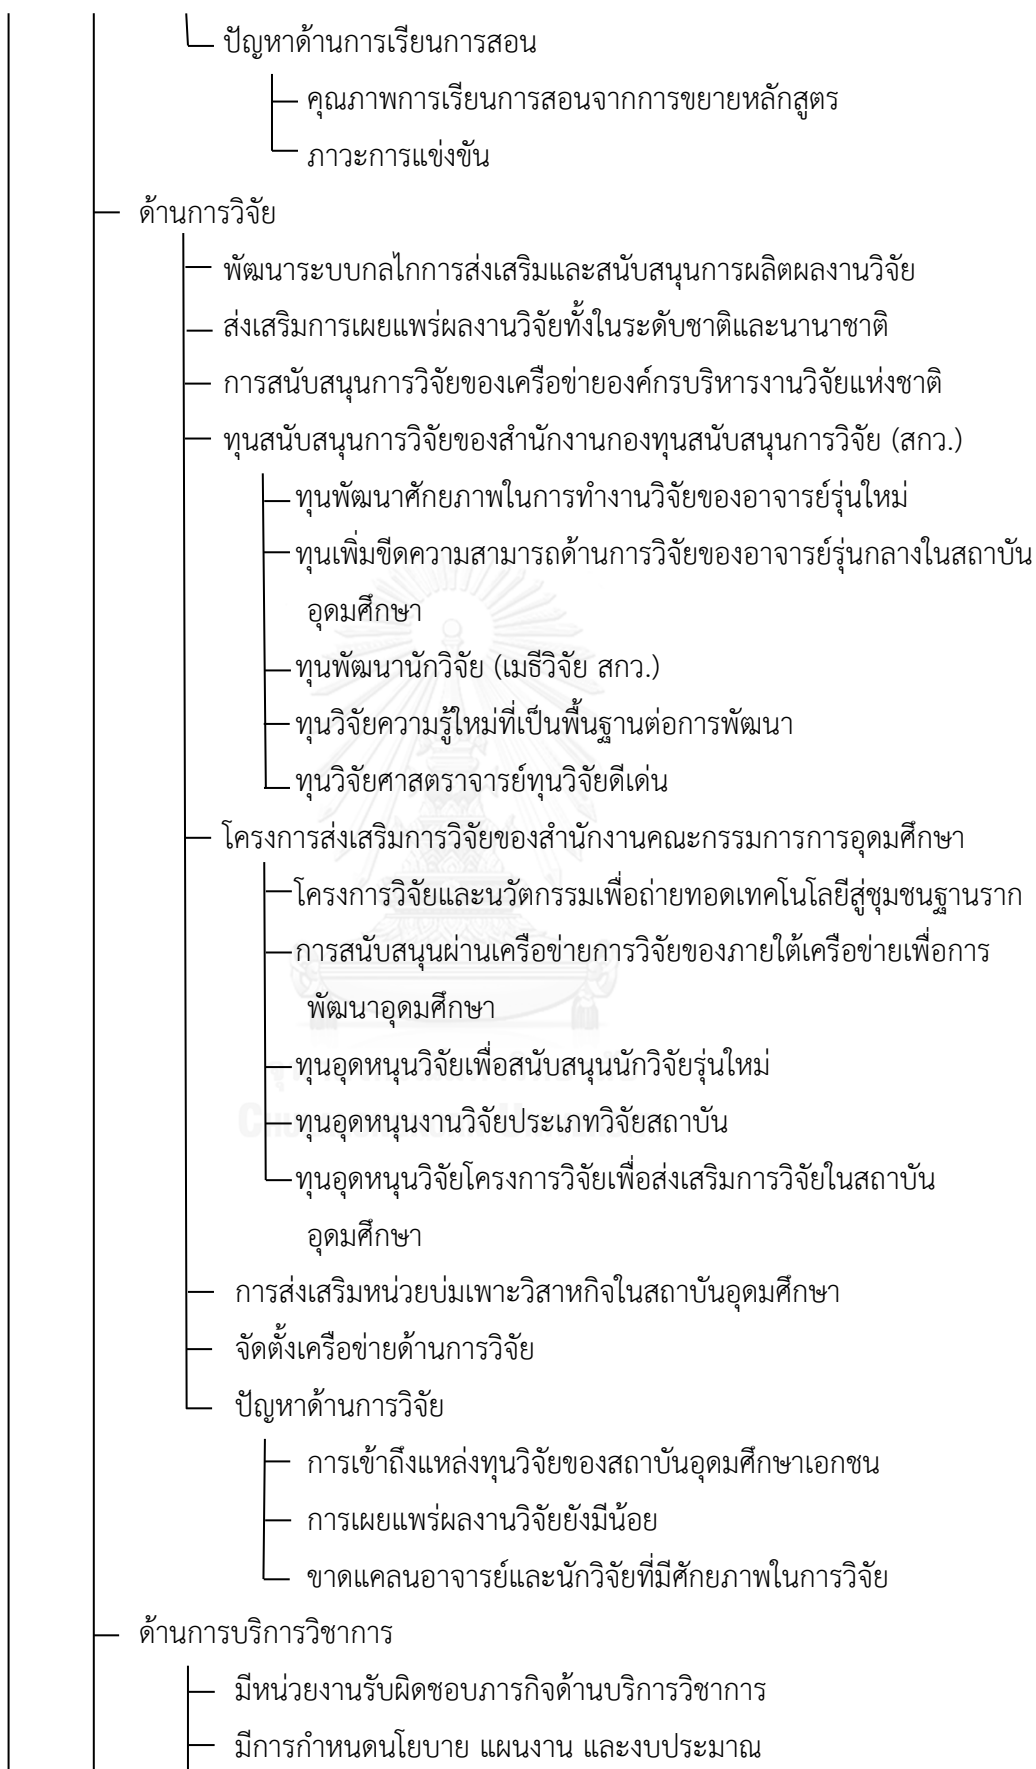 ปัญหาด้านการเรียนการสอน
คุณภาพการเรียนการสอนจากการขยายหลักสูตร
ภาวะการแข่งขัน
ด้านการวิจัย
พัฒนาระบบกลไกการส่งเสริมและสนับสนุนการผลิตผลงานวิจัย
ส่งเสริมการเผยแพร่ผลงานวิจัยทั้งในระดับชาติและนานาชาติ
การสนับสนุนการวิจัยของเครือข่ายองค์กรบริหารงานวิจัยแห่งชาติ
ทุนสนับสนุนการวิจัยของสำนักงานกองทุนสนับสนุนการวิจัย (สกว.)
ทุนพัฒนาศักยภาพในการทำงานวิจัยของอาจารย์รุ่นใหม่
ทุนเพิ่มขีดความสามารถด้านการวิจัยของอาจารย์รุ่นกลางในสถาบัน
อุดมศึกษา
ทุนพัฒนานักวิจัย (เมธีวิจัย สกว.)
ทุนวิจัยความรู้ใหม่ที่เป็นพื้นฐานต่อการพัฒนา
ทุนวิจัยศาสตราจารย์ทุนวิจัยดีเด่น
โครงการส่งเสริมการวิจัยของสำนักงานคณะกรรมการการอุดมศึกษา
โครงการวิจัยและนวัตกรรมเพื่อถ่ายทอดเทคโนโลยีสู่ชุมชนฐานราก
การสนับสนุนผ่านเครือข่ายการวิจัยของภายใต้เครือข่ายเพื่อการ
พัฒนาอุดมศึกษา
ทุนอุดหนุนวิจัยเพื่อสนับสนุนนักวิจัยรุ่นใหม่
ทุนอุดหนุนงานวิจัยประเภทวิจัยสถาบัน
ทุนอุดหนุนวิจัยโครงการวิจัยเพื่อส่งเสริมการวิจัยในสถาบัน
อุดมศึกษา
การส่งเสริมหน่วยบ่มเพาะวิสาหกิจในสถาบันอุดมศึกษา
จัดตั้งเครือข่ายด้านการวิจัย
ปัญหาด้านการวิจัย
การเข้าถึงแหล่งทุนวิจัยของสถาบันอุดมศึกษาเอกชน
การเผยแพร่ผลงานวิจัยยังมีน้อย
ขาดแคลนอาจารย์และนักวิจัยที่มีศักยภาพในการวิจัย
ด้านการบริการวิชาการ
มีหน่วยงานรับผิดชอบภารกิจด้านบริการวิชาการ
มีการกำหนดนโยบาย แผนงาน และงบประมาณ